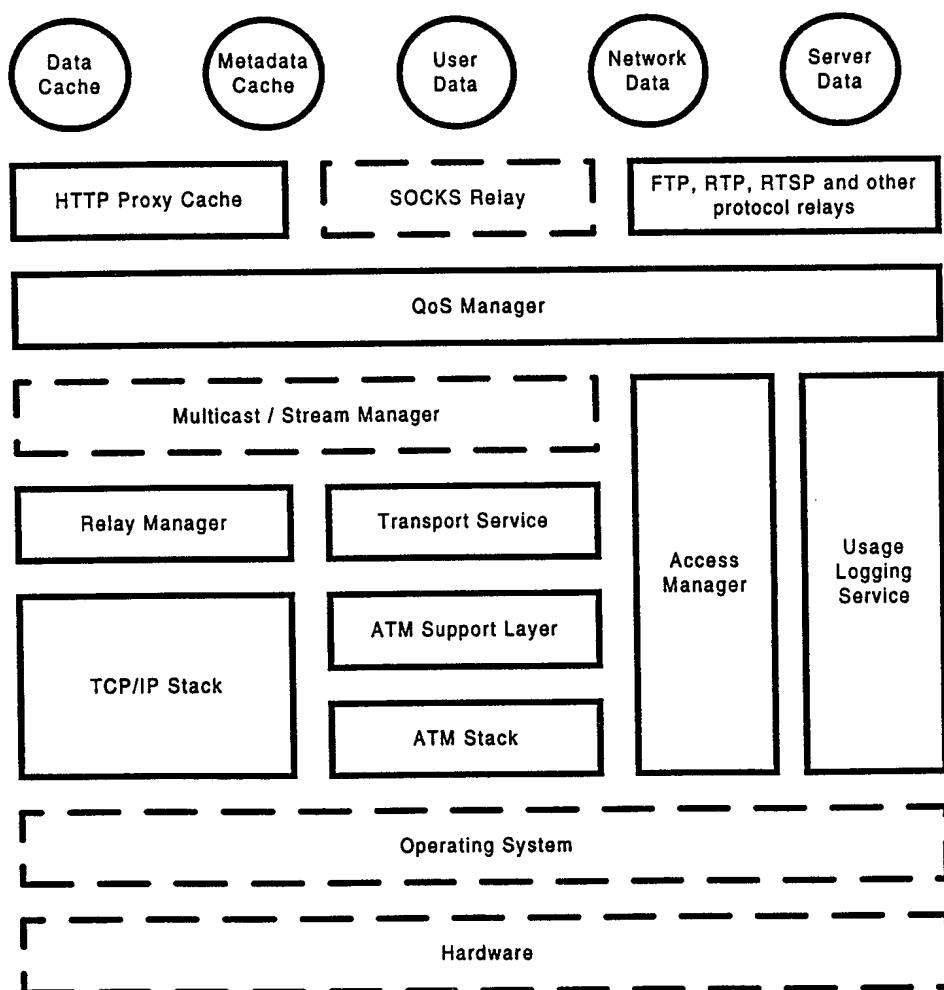 Data
Cache
Metadata
Cache
User
Data
Network
Data
Server
Data
HTTP Proxy Cache
SOCKS Relay
FTP, RTP, RTSP and other
protocol relays
QoS Manager
Multicast / Stream Manager
Relay Manager
Transport Service
Access
Manager
Usage
Logging
Service
ATM Support Layer
TCP/IP Stack
ATM Stack
Operating System
Hardware